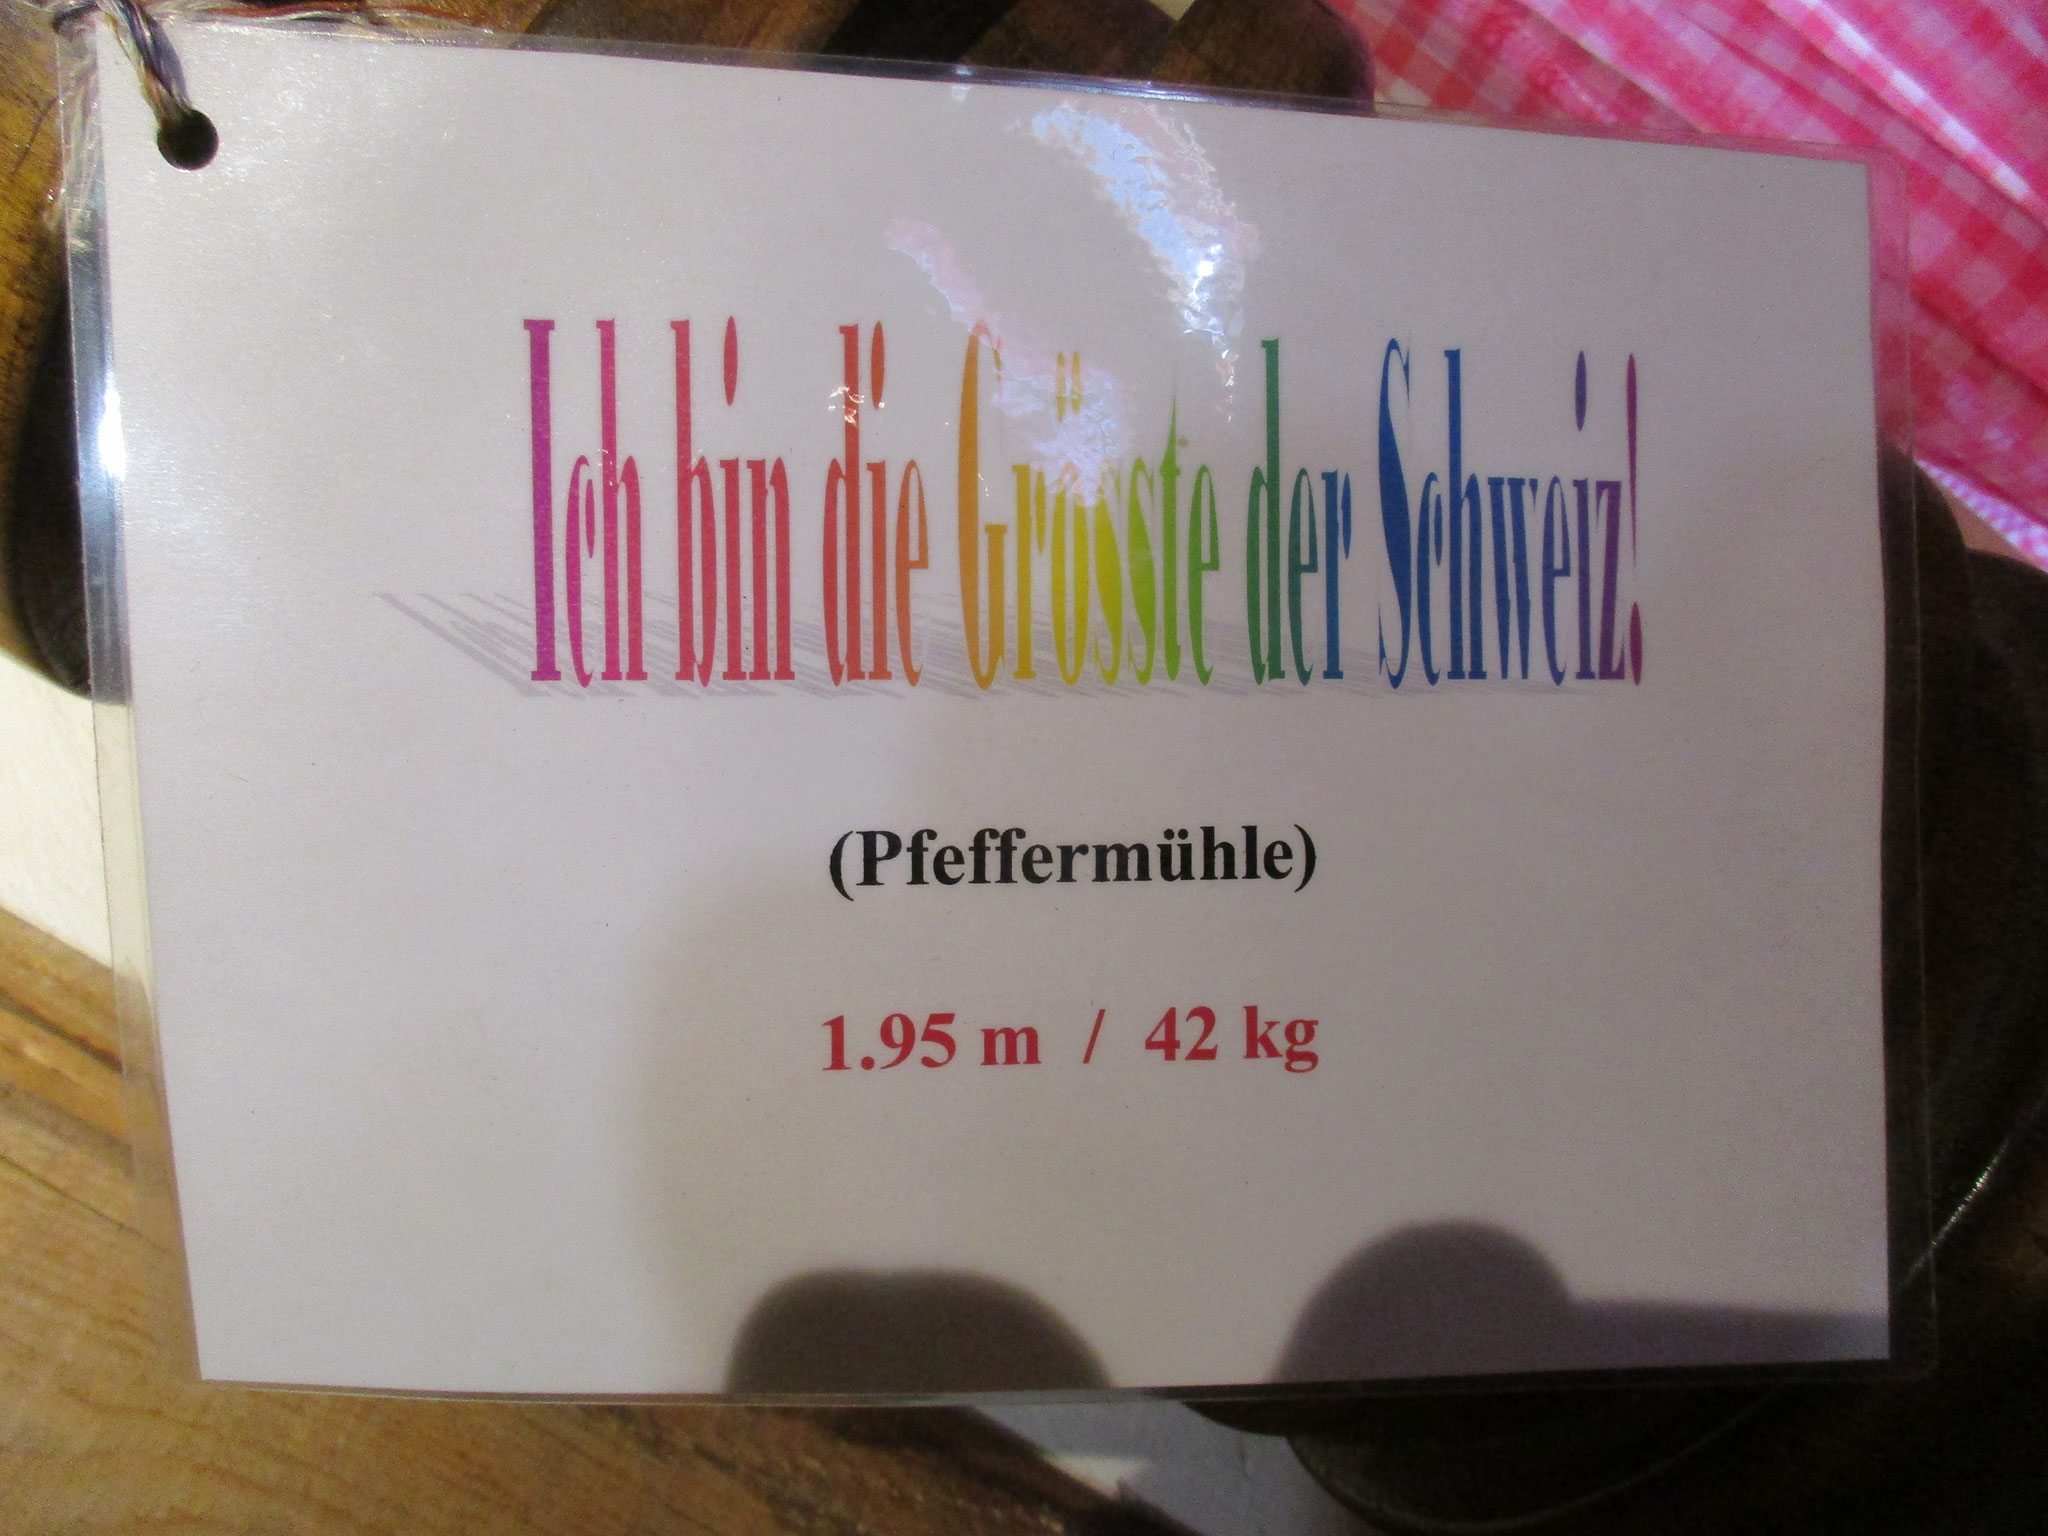 Ich bin die Grösste der Schweiz!
(Pfeffermühle)
1.95 m / 42 kg